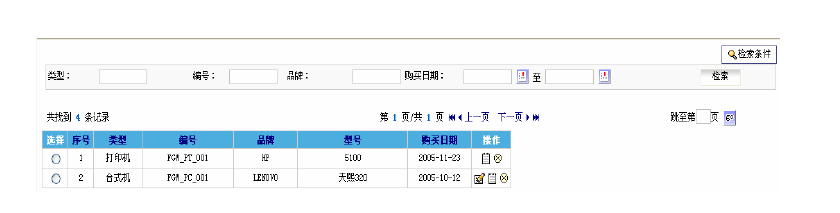 检索条件
类型： 编号： 品牌： 购买日期： 至 检索
共找到 4 条记录 第 1 页/共 1 页 上一页 下一页 跳至第 页 GO
选择 序号 类型 编号 品牌 型号 购买日期 操作
1 打印机 FGW_PT_001 HP 5100 2005-11-23
2 台式机 FGW_PC_001 LENOVO 天熙320 2005-10-12